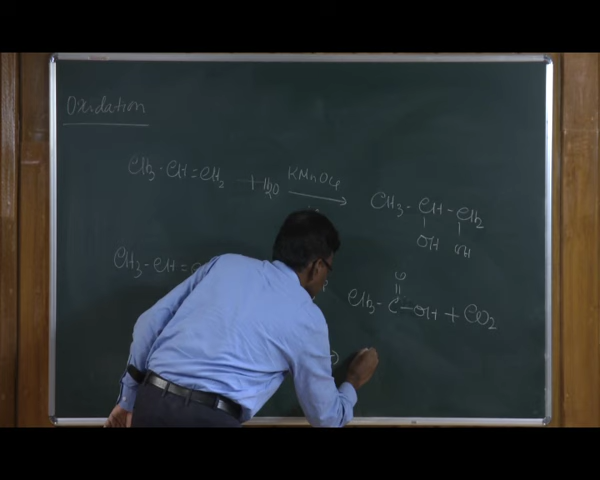 Oxidation
CH3-CH=CH2 + H2O KMnO4 CH3-CH-CH2
OH OH
O
CH3-CH= CH3-C-OH + CO2